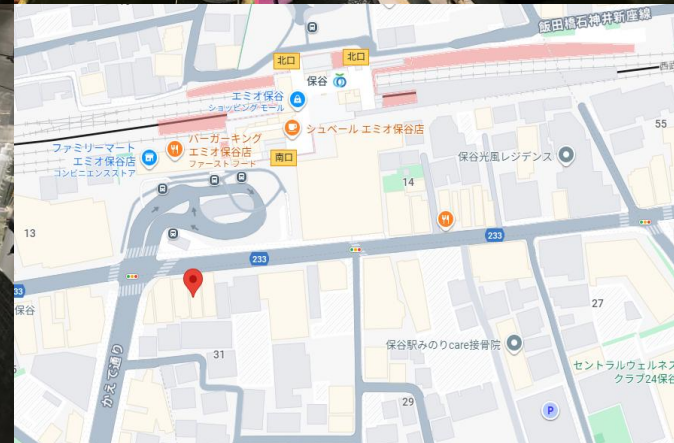 飯田橋石神井新座線
北口
北口
保谷
エミオ保谷
ショッピング モール
シュベール エミオ保谷店
バーガーキング
エミオ保谷店
ファースト フード
ファミリーマート
エミオ保谷店
コンビニエンスストア
南口
保谷光風レジデンス
55
14
13
233
233
33
保谷
31
かえで通り
27
保谷駅みのりcare接骨院
セントラルウェルネス
クラブ24保谷
29
P